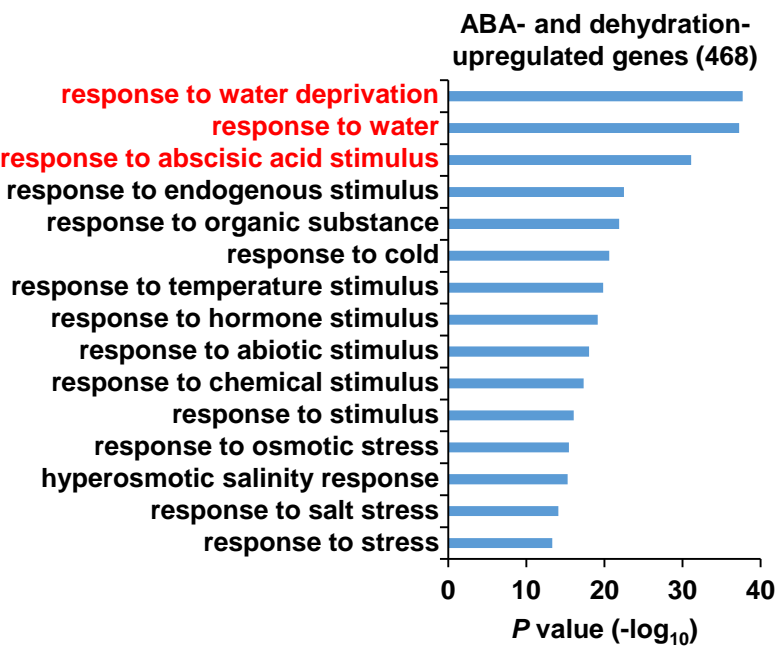 ABA- and dehydration-
upregulated genes (468)
response to water deprivation
response to water
response to abscisic acid stimulus
response to endogenous stimulus
response to organic substance
response to cold
response to temperature stimulus
response to hormone stimulus
response to abiotic stimulus
response to chemical stimulus
response to stimulus
response to osmotic stress
hyperosmotic salinity response
response to salt stress
response to stress
0 10 20 30 40
P value (-log₁₀)